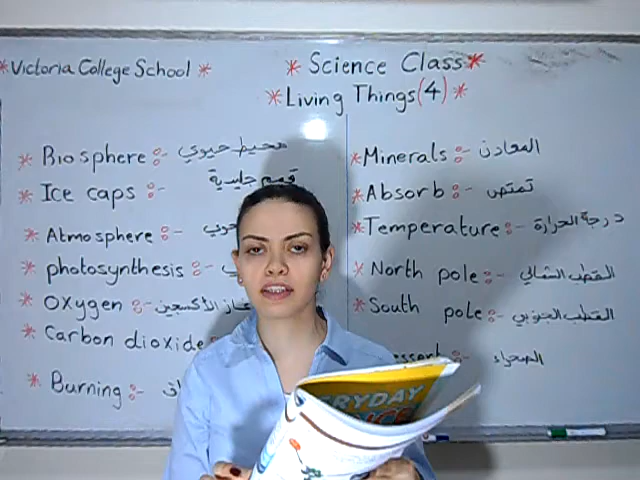 *Victoria College School *
* Science Class *
* Living Things (4) *
* Biosphere :- محيط حيوي
* Ice caps :- قمم جليدية
* Atmosphere :-
* photosynthesis :-
* Oxygen :- غاز الأكسجين
* Carbon dioxide
* Burning :-
* Minerals :- المعادن
* Absorb :- تمتص
* Temperature :- درجة الحرارة
* North pole :- القطب الشمالي
* South pole :- القطب الجنوبي
:- الصحراء